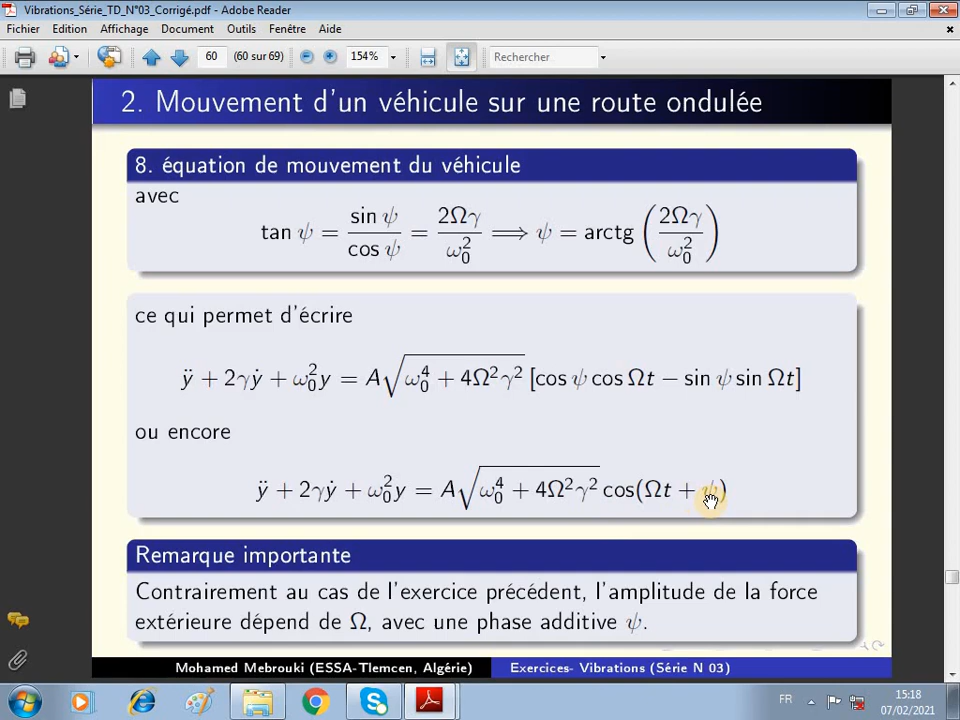 Vibrations_Série_TD_N°03_Corrigé.pdf - Adobe Reader
Fichier Edition Affichage Document Outils Fenêtre Aide
60 (60 sur 69) 154% Rechercher
2. Mouvement d'un véhicule sur une route ondulée
8. équation de mouvement du véhicule
avec
tan ψ = sin ψ / cos ψ = 2Ωγ / ω₀² ⟹ ψ = arctg (2Ωγ / ω₀²)
ce qui permet d'écrire
ÿ + 2γẏ + ω₀²y = A√(ω₀⁴ + 4Ω²γ²) [cos ψ cos Ωt − sin ψ sin Ωt]
ou encore
ÿ + 2γẏ + ω₀²y = A√(ω₀⁴ + 4Ω²γ²) cos(Ωt + ψ)
Remarque importante
Contrairement au cas de l'exercice précédent, l'amplitude de la force
extérieure dépend de Ω, avec une phase additive ψ.
Mohamed Mebrouki (ESSA-Tlemcen, Algérie) Exercices- Vibrations (Série N 03)
FR 15:18
07/02/2021